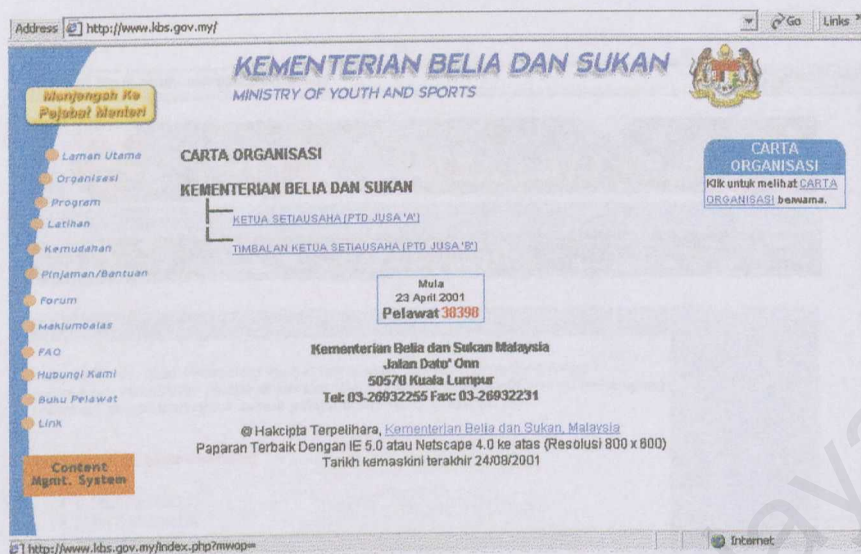 Address http://www.kbs.gov.my/ Go Links »
KEMENTERIAN BELIA DAN SUKAN
MINISTRY OF YOUTH AND SPORTS
Menjengah Ke
Pejabat Menteri
Laman Utama
Organisasi
Program
Latihan
Kemudahan
Pinjaman/Bantuan
Forum
Maklumbalas
FAQ
Hubungi Kami
Buku Pelawat
Link
Content
Mgmt. System
CARTA ORGANISASI
KEMENTERIAN BELIA DAN SUKAN
KETUA SETIAUSAHA (PTD JUSA 'A')
TIMBALAN KETUA SETIAUSAHA (PTD JUSA 'B')
CARTA
ORGANISASI
Klik untuk melihat CARTA
ORGANISASI berwarna.
Mula
23 April 2001
Pelawat 38398
Kementerian Belia dan Sukan Malaysia
Jalan Dato' Onn
50570 Kuala Lumpur
Tel: 03-26932255 Fax: 03-26932231
@ Hakcipta Terpelihara, Kementerian Belia dan Sukan, Malaysia
Paparan Terbaik Dengan IE 5.0 atau Netscape 4.0 ke atas (Resolusi 800 x 600)
Tarikh kemaskini terakhir 24/08/2001
http://www.kbs.gov.my/index.php?mwop= Internet